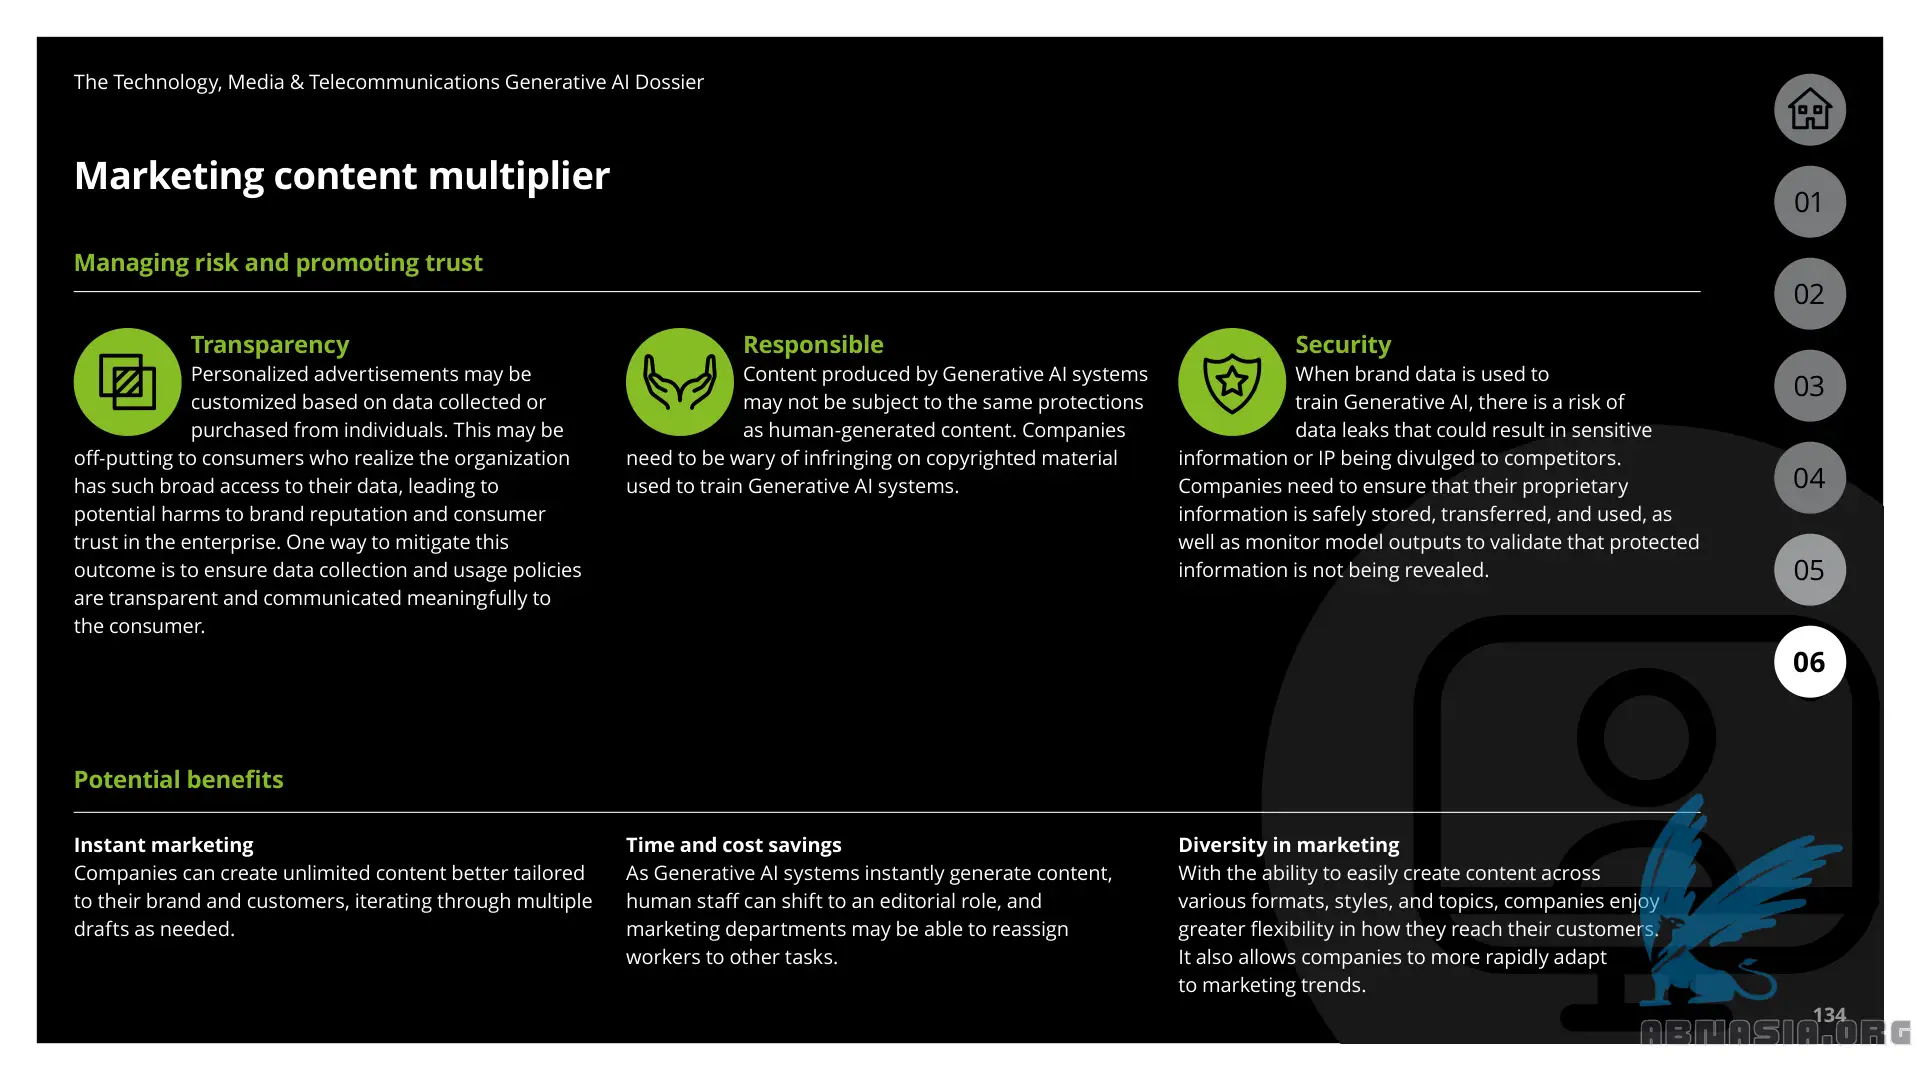 The Technology, Media & Telecommunications Generative AI Dossier
Marketing content multiplier
Managing risk and promoting trust
Transparency
Personalized advertisements may be
customized based on data collected or
purchased from individuals. This may be
off-putting to consumers who realize the organization
has such broad access to their data, leading to
potential harms to brand reputation and consumer
trust in the enterprise. One way to mitigate this
outcome is to ensure data collection and usage policies
are transparent and communicated meaningfully to
the consumer.
Responsible
Content produced by Generative AI systems
may not be subject to the same protections
as human-generated content. Companies
need to be wary of infringing on copyrighted material
used to train Generative AI systems.
Security
When brand data is used to
train Generative AI, there is a risk of
data leaks that could result in sensitive
information or IP being divulged to competitors.
Companies need to ensure that their proprietary
information is safely stored, transferred, and used, as
well as monitor model outputs to validate that protected
information is not being revealed.
Potential benefits
Instant marketing
Companies can create unlimited content better tailored
to their brand and customers, iterating through multiple
drafts as needed.
Time and cost savings
As Generative AI systems instantly generate content,
human staff can shift to an editorial role, and
marketing departments may be able to reassign
workers to other tasks.
Diversity in marketing
With the ability to easily create content across
various formats, styles, and topics, companies enjoy
greater flexibility in how they reach their customers.
It also allows companies to more rapidly adapt
to marketing trends.
01
02
03
04
05
06
134
ABMASIA.ORG